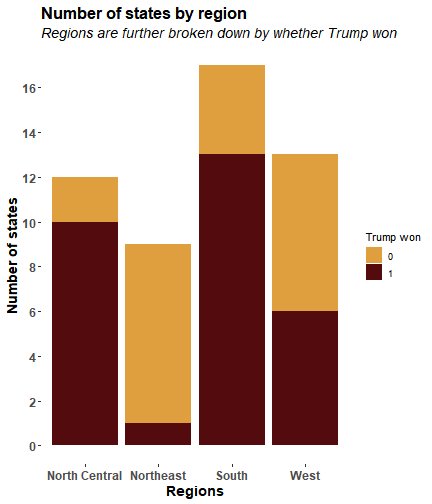 Number of states by region
Regions are further broken down by whether Trump won
Number of states
16
14
12
10
8
6
4
2
0
North Central Northeast South West
Regions
Trump won
0
1